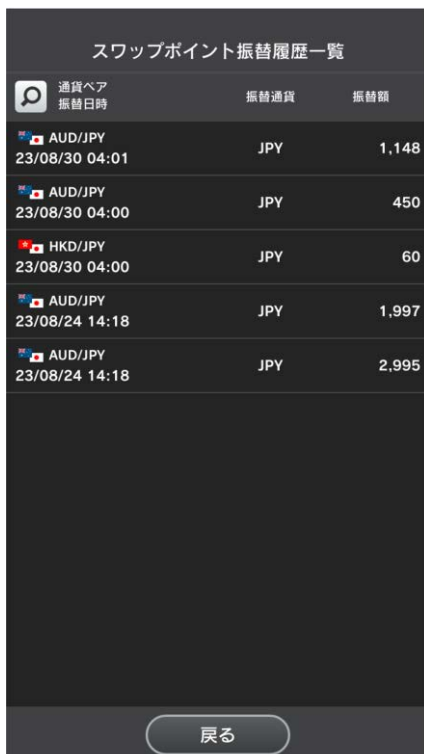 スワップポイント振替履歴一覧
通貨ペア
振替日時 振替通貨 振替額
AUD/JPY
23/08/30 04:01 JPY 1,148
AUD/JPY
23/08/30 04:00 JPY 450
HKD/JPY
23/08/30 04:00 JPY 60
AUD/JPY
23/08/24 14:18 JPY 1,997
AUD/JPY
23/08/24 14:18 JPY 2,995
戻る